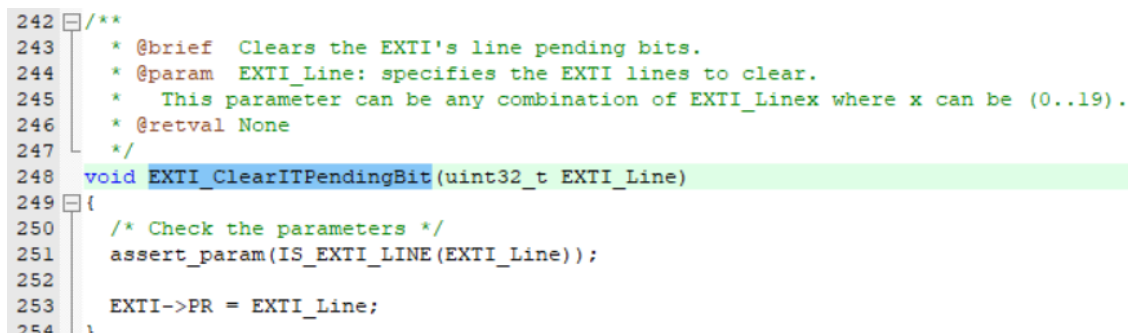 242 /**
243 * @brief Clears the EXTI's line pending bits.
244 * @param EXTI_Line: specifies the EXTI lines to clear.
245 * This parameter can be any combination of EXTI_Linex where x can be (0..19).
246 * @retval None
247 */
248 void EXTI_ClearITPendingBit(uint32_t EXTI_Line)
249 {
250 /* Check the parameters */
251 assert_param(IS_EXTI_LINE(EXTI_Line));
252
253 EXTI->PR = EXTI_Line;
254 }